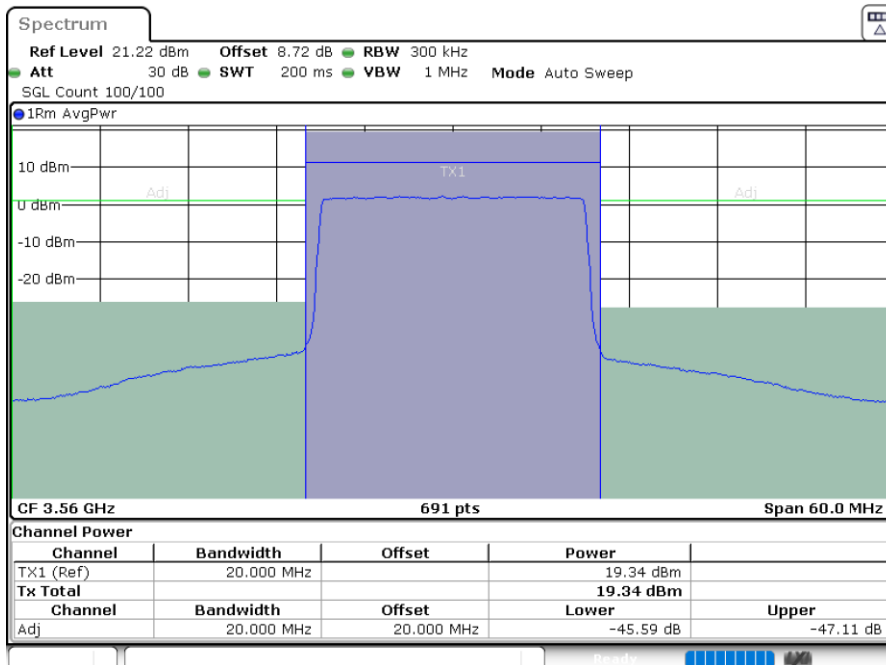 Spectrum
Ref Level 21.22 dBm Offset 8.72 dB RBW 300 kHz
Att 30 dB SWT 200 ms VBW 1 MHz Mode Auto Sweep
SGL Count 100/100
1Rm AvgPwr
10 dBm
TX1
Adj Adj
0 dBm
-10 dBm
-20 dBm
CF 3.56 GHz 691 pts Span 60.0 MHz
Channel Power
Channel Bandwidth Offset Power
TX1 (Ref) 20.000 MHz 19.34 dBm
Tx Total 19.34 dBm
Channel Bandwidth Offset Lower Upper
Adj 20.000 MHz 20.000 MHz -45.59 dB -47.11 dB
Ready